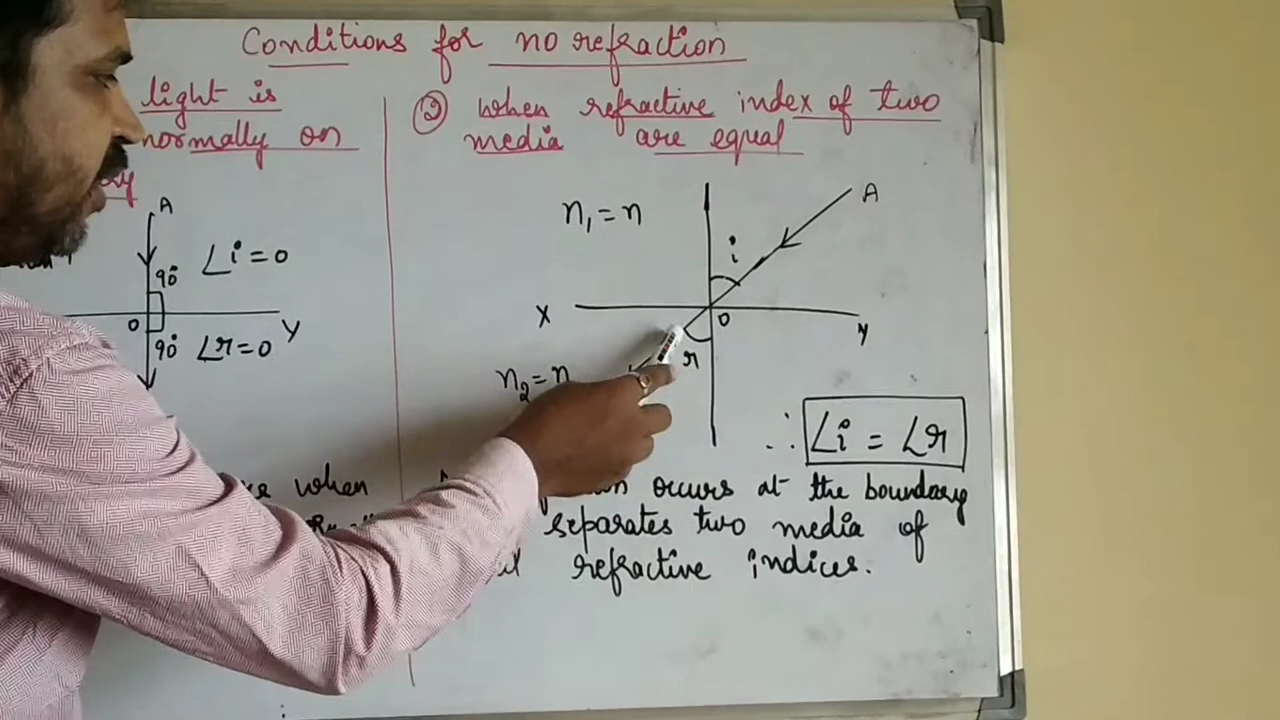 Conditions for no refraction
light is
normally on
A
∠i = 0
90°
O
Y
90°
∠r = 0
when
② when refractive index of two
media are equal
n₁ = n
A
i
X
O
Y
r
n₂ = n
∴ ∠i = ∠r
occurs at the boundary
separates two media of
refractive indices.